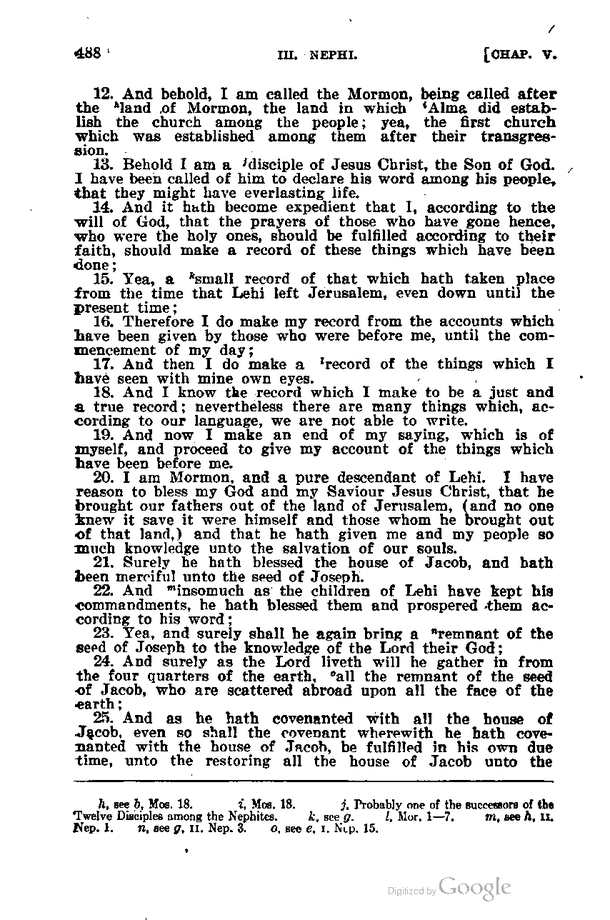 488 III. NEPHI. [CHAP. V.
12. And behold, I am called the Mormon, being called after
the hland of Mormon, the land in which iAlma did estab-
lish the church among the people; yea, the first church
which was established among them after their transgres-
sion.
13. Behold I am a jdisciple of Jesus Christ, the Son of God.
I have been called of him to declare his word among his people,
that they might have everlasting life.
14. And it hath become expedient that I, according to the
will of God, that the prayers of those who have gone hence,
who were the holy ones, should be fulfilled according to their
faith, should make a record of these things which have been
done;
15. Yea, a ksmall record of that which hath taken place
from the time that Lehi left Jerusalem, even down until the
present time;
16. Therefore I do make my record from the accounts which
have been given by those who were before me, until the com-
mencement of my day;
17. And then I do make a lrecord of the things which I
have seen with mine own eyes.
18. And I know the record which I make to be a just and
a true record; nevertheless there are many things which, ac-
cording to our language, we are not able to write.
19. And now I make an end of my saying, which is of
myself, and proceed to give my account of the things which
have been before me.
20. I am Mormon, and a pure descendant of Lehi. I have
reason to bless my God and my Saviour Jesus Christ, that he
brought our fathers out of the land of Jerusalem, (and no one
knew it save it were himself and those whom he brought out
of that land,) and that he hath given me and my people so
much knowledge unto the salvation of our souls.
21. Surely he hath blessed the house of Jacob, and hath
been merciful unto the seed of Joseph.
22. And minsomuch as the children of Lehi have kept his
commandments, he hath blessed them and prospered them ac-
cording to his word;
23. Yea, and surely shall he again bring a nremnant of the
seed of Joseph to the knowledge of the Lord their God;
24. And surely as the Lord liveth will he gather in from
the four quarters of the earth, oall the remnant of the seed
of Jacob, who are scattered abroad upon all the face of the
earth;
25. And as he hath covenanted with all the house of
Jacob, even so shall the covenant wherewith he hath cove-
nanted with the house of Jacob, be fulfilled in his own due
time, unto the restoring all the house of Jacob unto the
h, see b, Mos. 18. i, Mos. 18. j, Probably one of the successors of the
Twelve Disciples among the Nephites. k, see g. l, Mor. 1—7. m, see h, II.
Nep. 1. n, see g, II. Nep. 3. o, see e, I. Nep. 15.
Digitized by Google